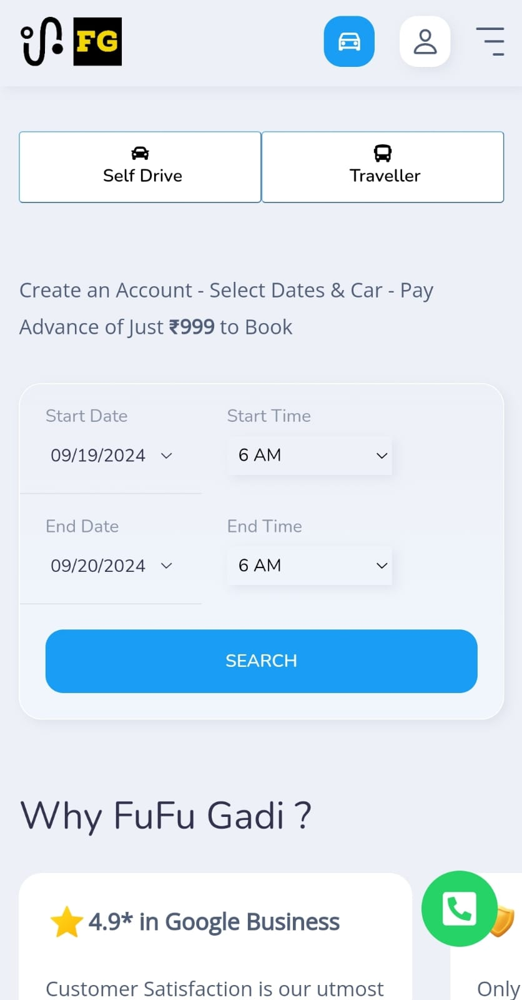 FG
Self Drive
Traveller
Create an Account - Select Dates & Car - Pay
Advance of Just ₹999 to Book
Start Date
Start Time
09/19/2024
6 AM
End Date
End Time
09/20/2024
6 AM
SEARCH
Why FuFu Gadi ?
4.9* in Google Business
Customer Satisfaction is our utmost
Only